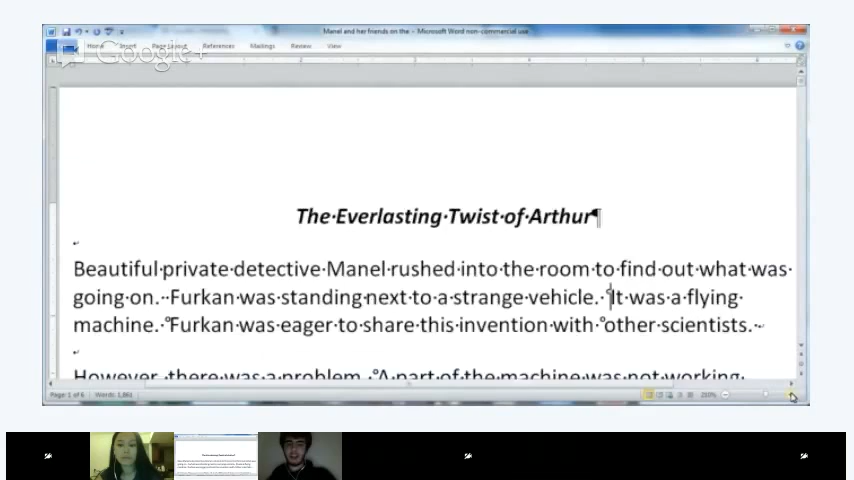 Manel and her friends on the - Microsoft Word non-commercial use
Home Insert Page Layout References Mailings Review View
Google+
The Everlasting Twist of Arthur¶
Beautiful private detective Manel rushed into the room to find out what was
going on. Furkan was standing next to a strange vehicle. It was a flying
machine. Furkan was eager to share this invention with other scientists.
However, there was a problem. A part of the machine was not working.
Page: 1 of 6 Words: 1,861 210%